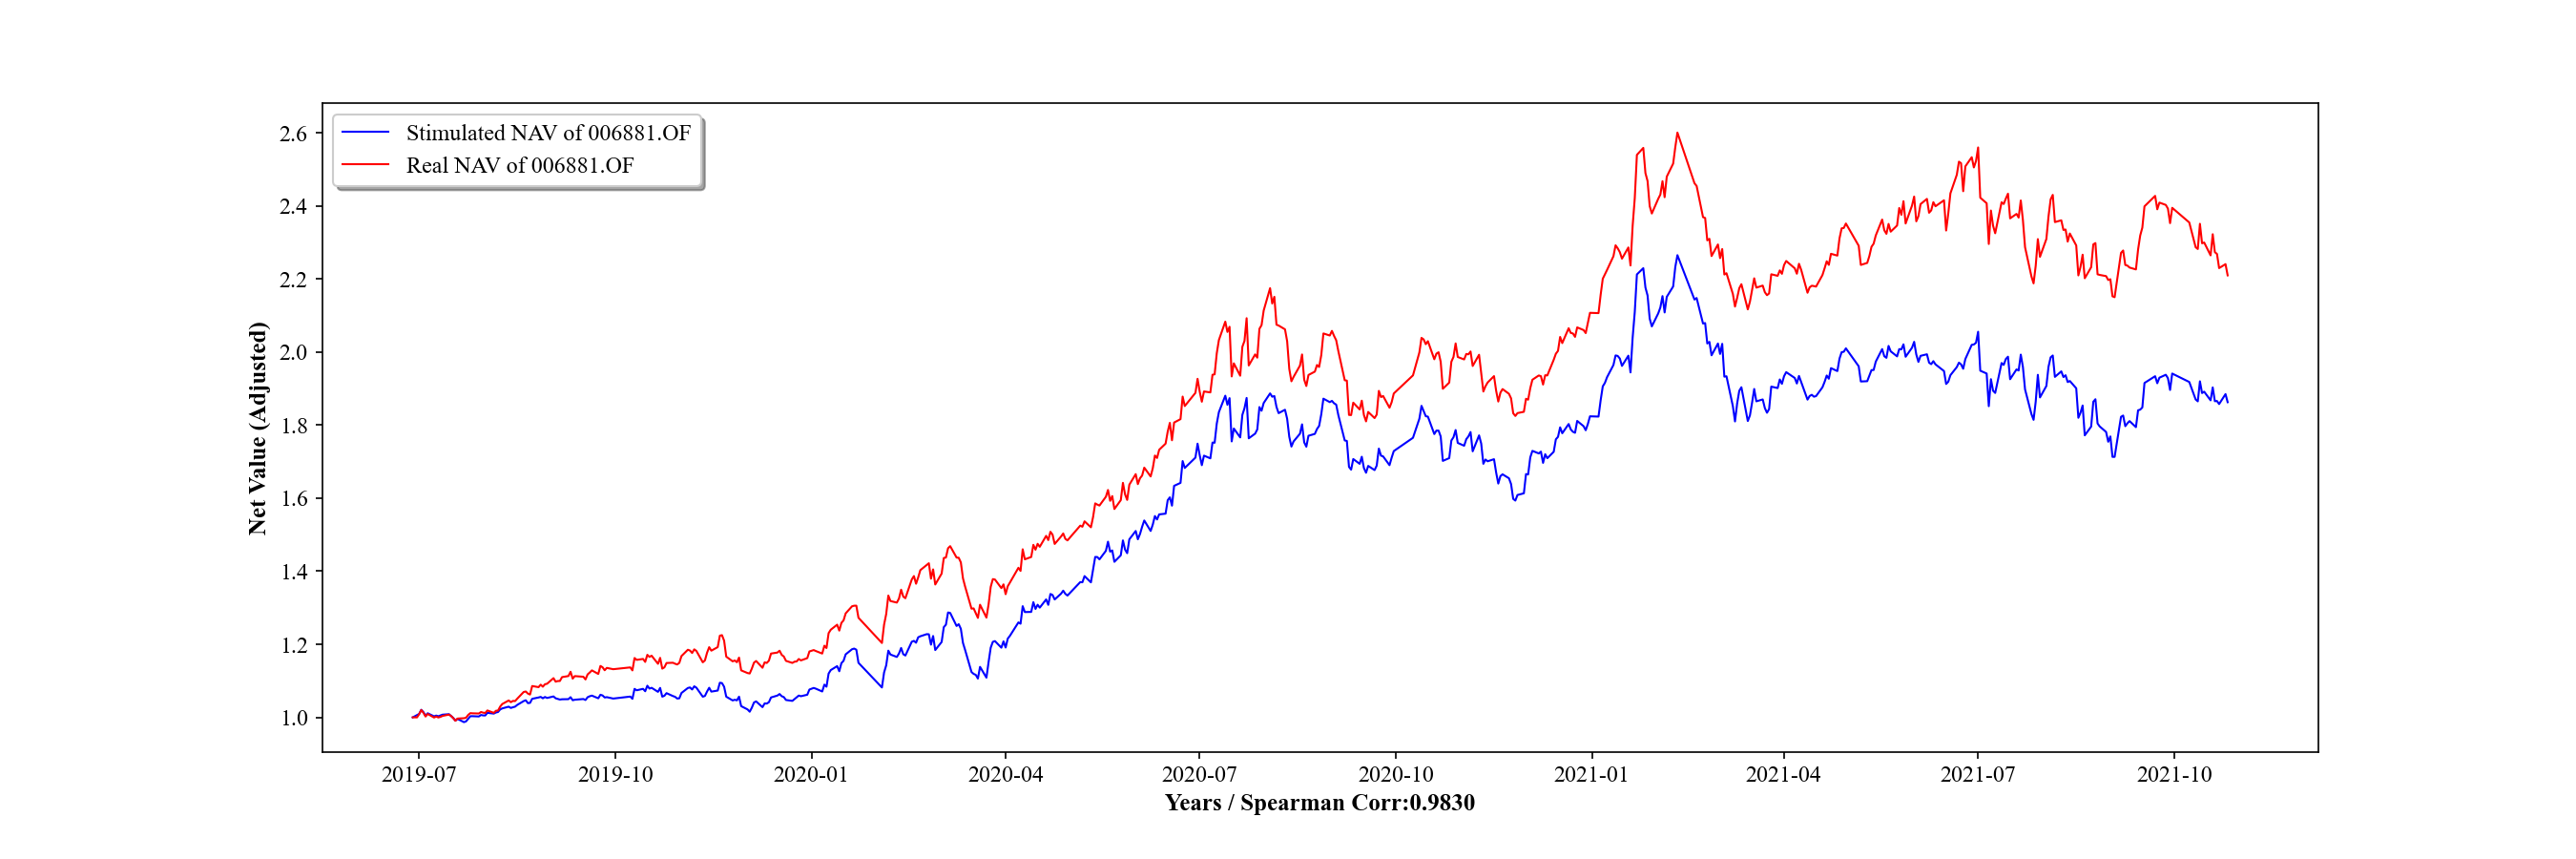 Stimulated NAV of 006881.OF
Real NAV of 006881.OF
Net Value (Adjusted)
2.6
2.4
2.2
2.0
1.8
1.6
1.4
1.2
1.0
2019-07 2019-10 2020-01 2020-04 2020-07 2020-10 2021-01 2021-04 2021-07 2021-10
Years / Spearman Corr:0.9830